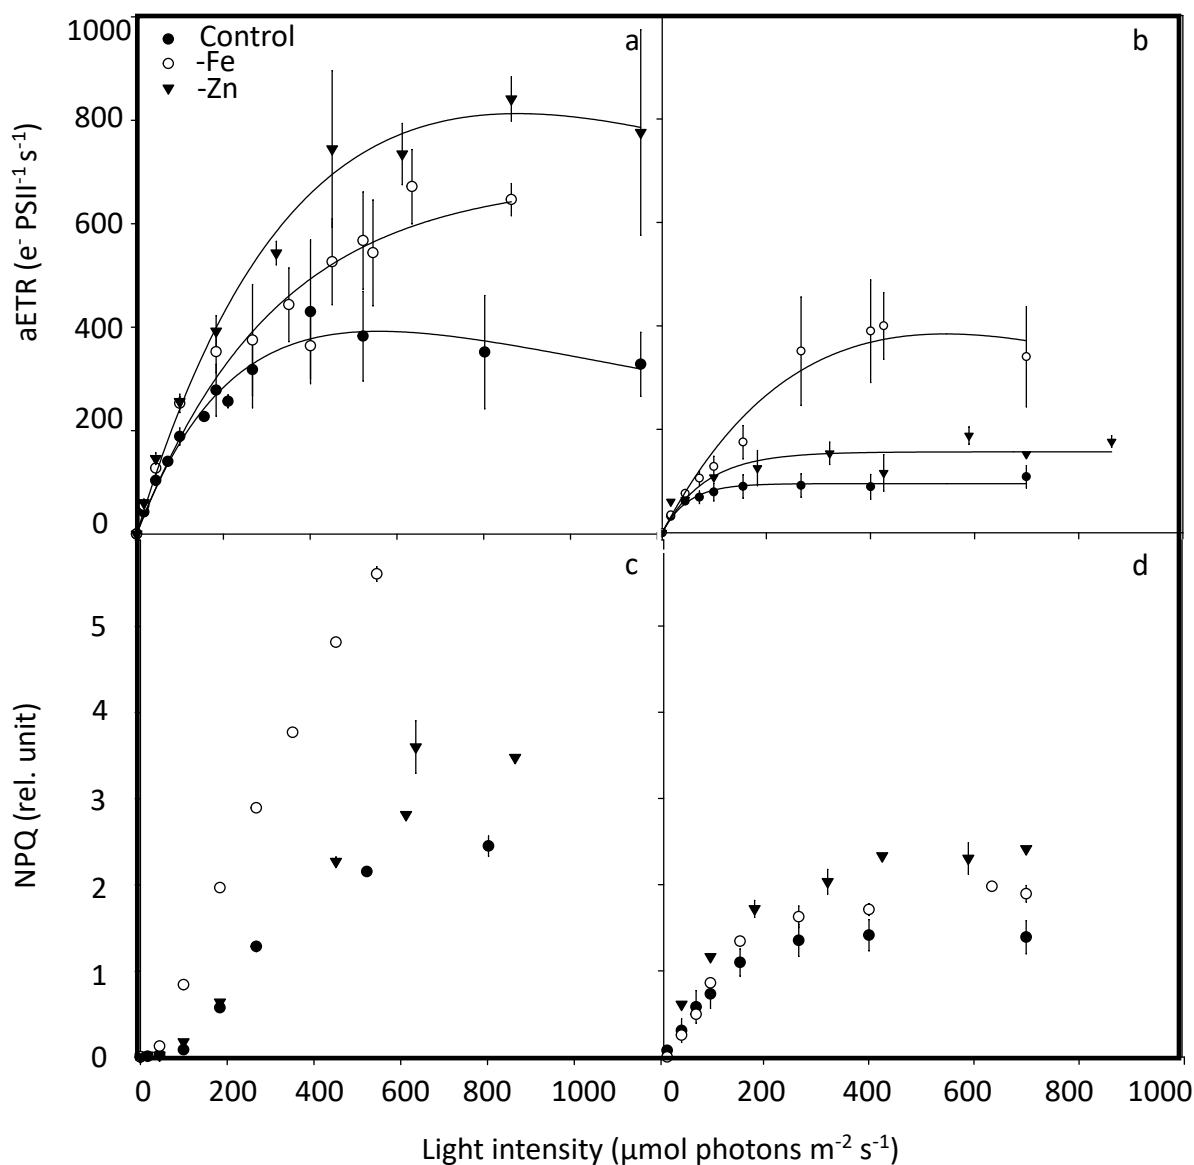 1000
Control
a
b
-Fe
-Zn
800
600
400
200
0
aETR (e- PSII-1 s-1)
c
d
5
4
3
2
1
0
NPQ (rel. unit)
0 200 400 600 800 1000 0 200 400 600 800 1000
Light intensity (μmol photons m-2 s-1)